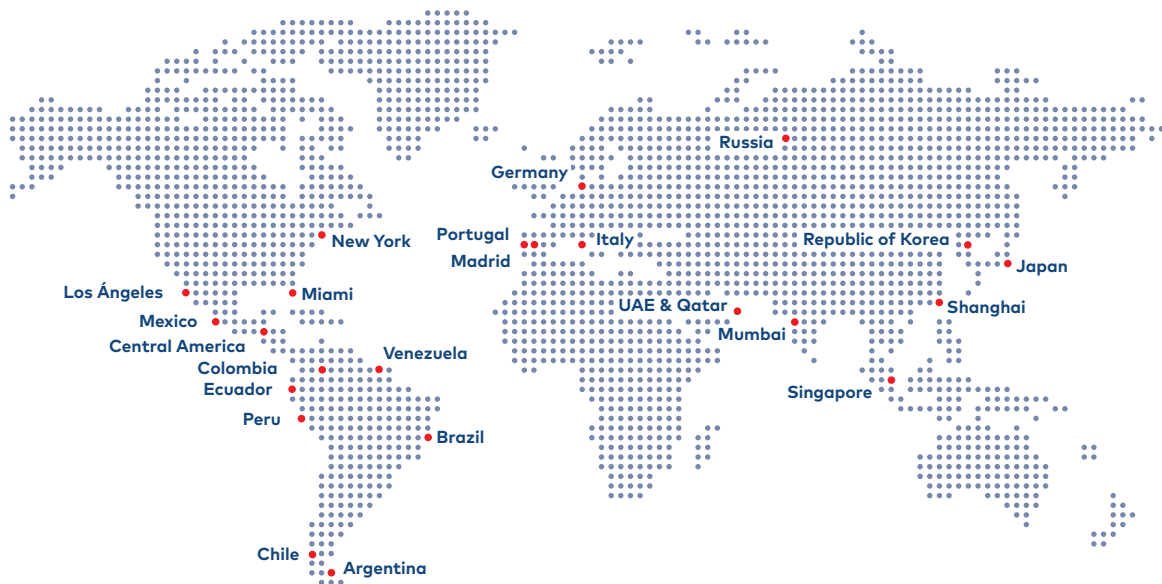 Russia
Germany
New York
Portugal
Madrid
Italy
Republic of Korea
Japan
Los Ángeles
Miami
UAE & Qatar
Shanghai
Mexico
Mumbai
Central America
Venezuela
Colombia
Ecuador
Singapore
Peru
Brazil
Chile
Argentina